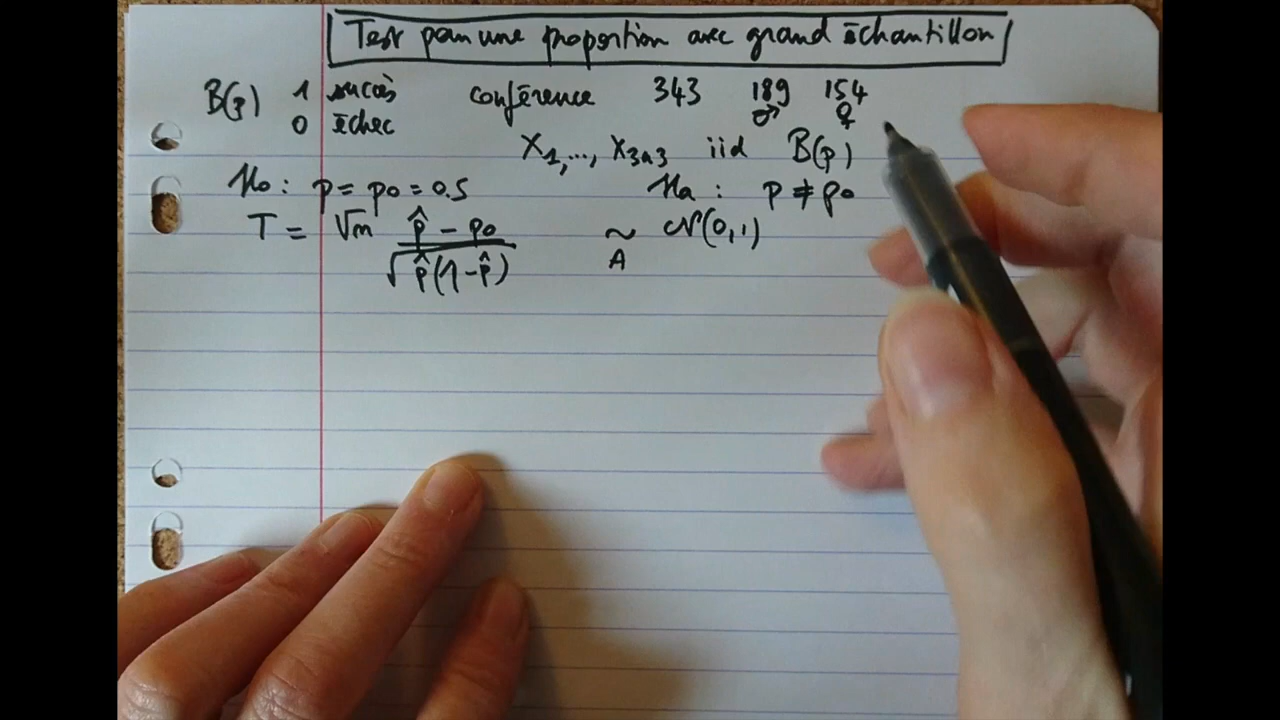 Test pour une proportion avec grand échantillon
B(p) 1 succès conférence 343 189 154
0 échec ♂ ♀
X1,..., X343 iid B(p)
H0: p = p0 = 0.5 Ha: p ≠ p0
T = √n (p̂ - p0) / √p̂(1-p̂) ~A N(0,1)